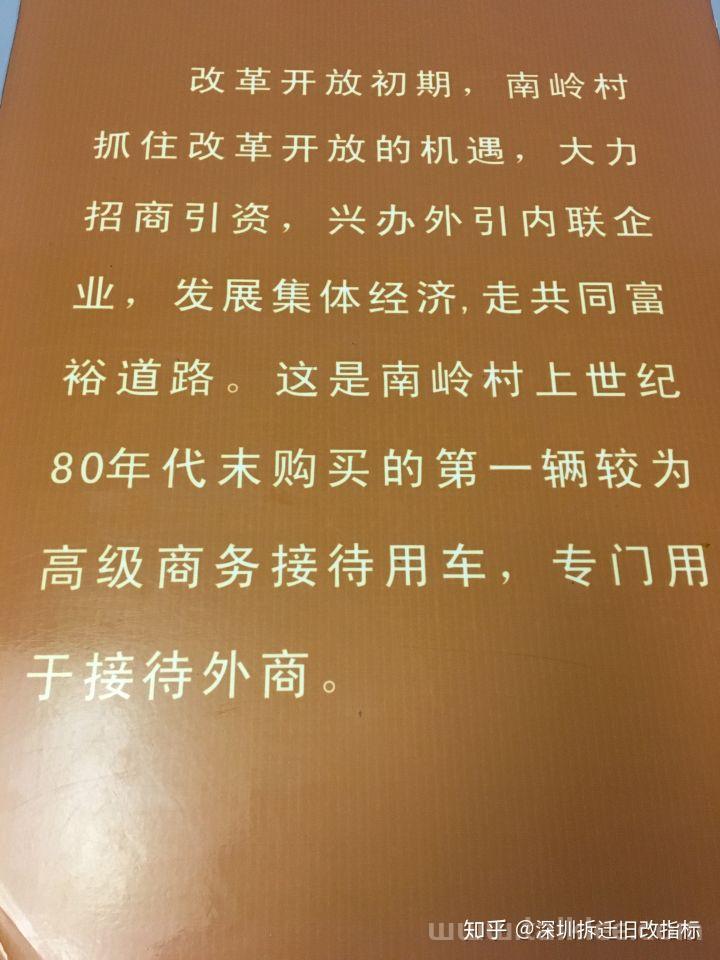 改革开放初期，南岭村
抓住改革开放的机遇，大力
招商引资，兴办外引内联企
业，发展集体经济,走共同富
裕道路。这是南岭村上世纪
80年代末购买的第一辆较为
高级商务接待用车，专门用
于接待外商。
知乎 @深圳拆迁旧改指标